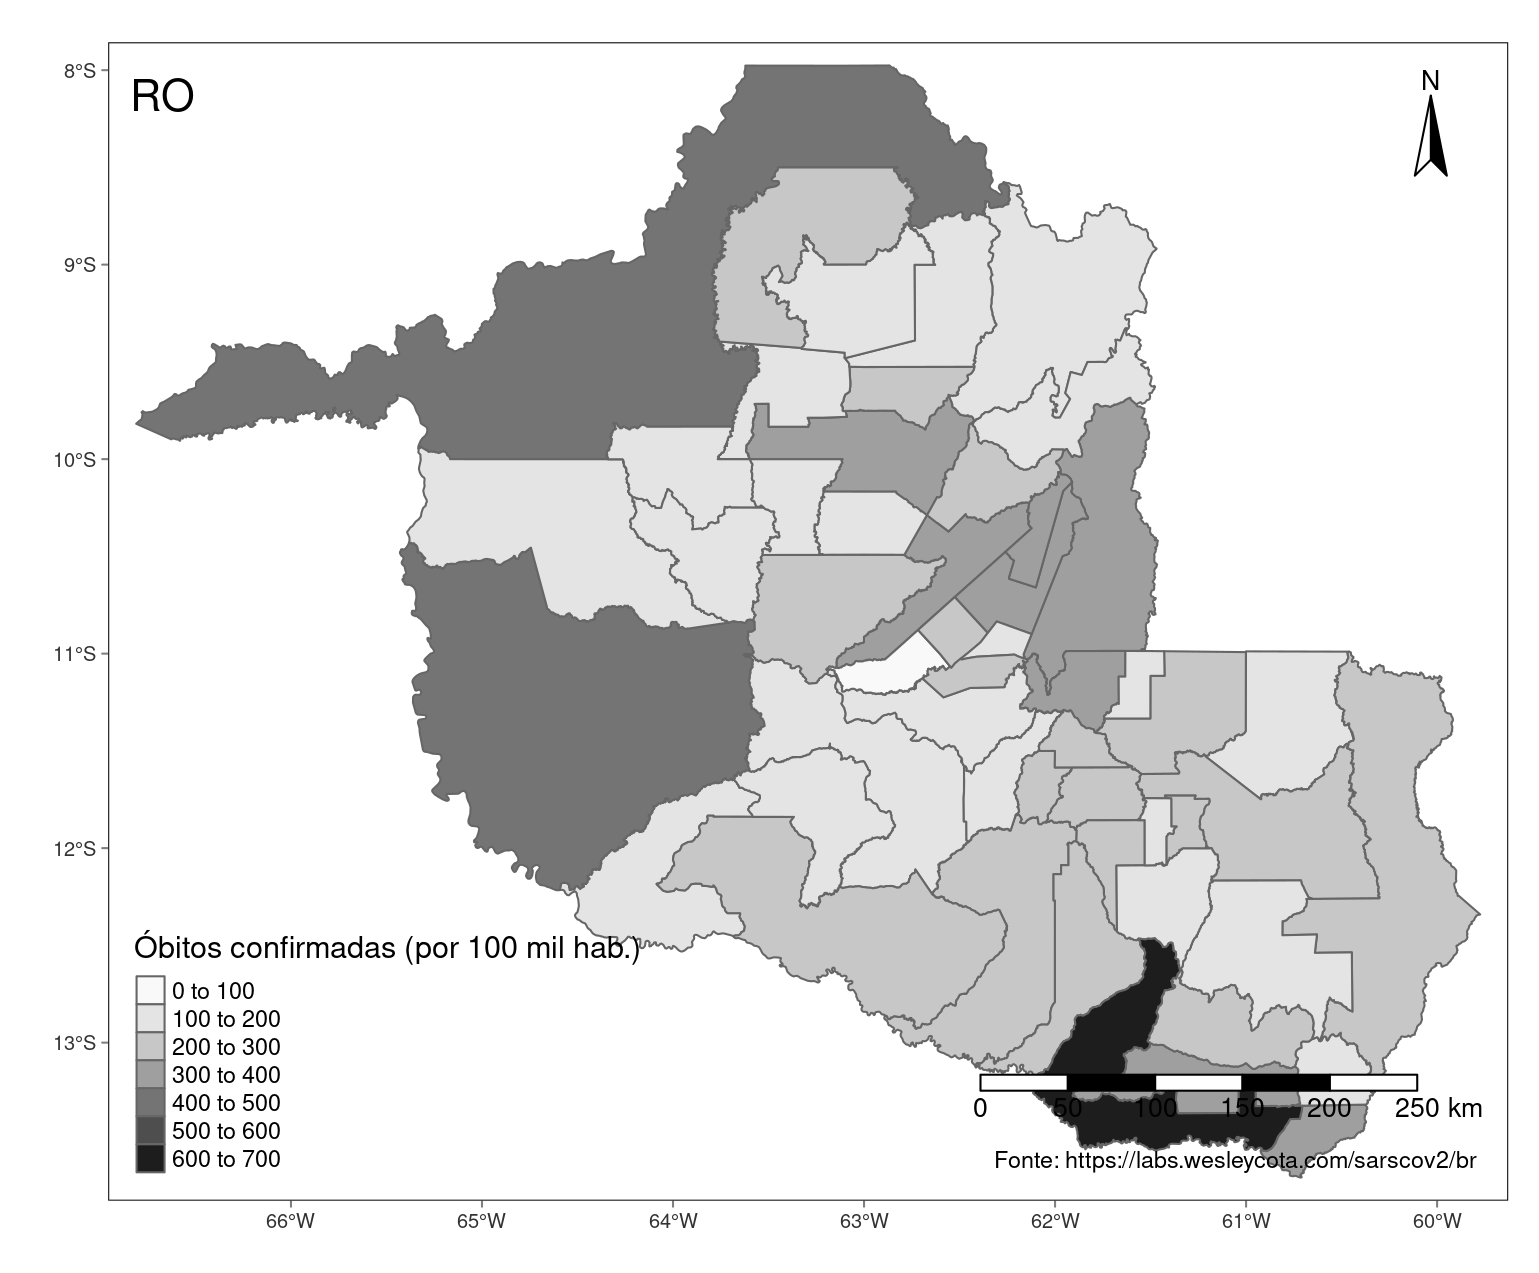 RO
N
8°S
9°S
10°S
11°S
12°S
13°S
Óbitos confirmadas (por 100 mil hab.)
0 to 100
100 to 200
200 to 300
300 to 400
400 to 500
500 to 600
600 to 700
0 50 100 150 200 250 km
Fonte: https://labs.wesleycota.com/sarscov2/br
66°W 65°W 64°W 63°W 62°W 61°W 60°W